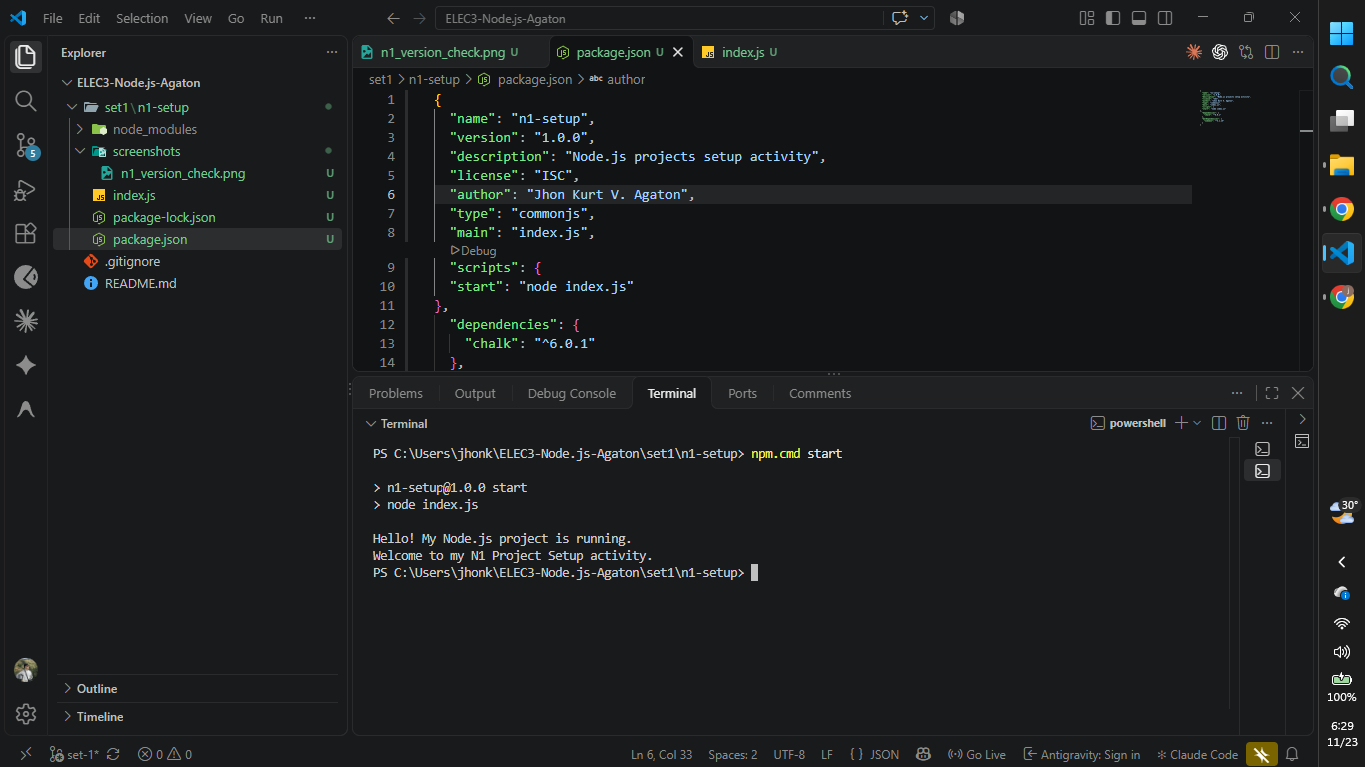 File Edit Selection View Go Run ···
ELEC3-Node.js-Agaton
Explorer
ELEC3-Node.js-Agaton
set1\n1-setup
node_modules
screenshots
n1_version_check.png U
index.js U
package-lock.json U
package.json U
.gitignore
README.md
Outline
Timeline
5
n1_version_check.png U
package.json U
index.js U
set1 > n1-setup > package.json > abc author
1 {
2 "name": "n1-setup",
3 "version": "1.0.0",
4 "description": "Node.js projects setup activity",
5 "license": "ISC",
6 "author": "Jhon Kurt V. Agaton",
7 "type": "commonjs",
8 "main": "index.js",
Debug
9 "scripts": {
10 "start": "node index.js"
11 },
12 "dependencies": {
13 "chalk": "^6.0.1"
14 },
Problems Output Debug Console Terminal Ports Comments
Terminal
powershell
PS C:\Users\jhonk\ELEC3-Node.js-Agaton\set1\n1-setup> npm.cmd start
> n1-setup@1.0.0 start
> node index.js
Hello! My Node.js project is running.
Welcome to my N1 Project Setup activity.
PS C:\Users\jhonk\ELEC3-Node.js-Agaton\set1\n1-setup>
set-1* 0 0 Ln 6, Col 33 Spaces: 2 UTF-8 LF { } JSON Go Live Antigravity: Sign in Claude Code
30°
100%
6:29
11/23